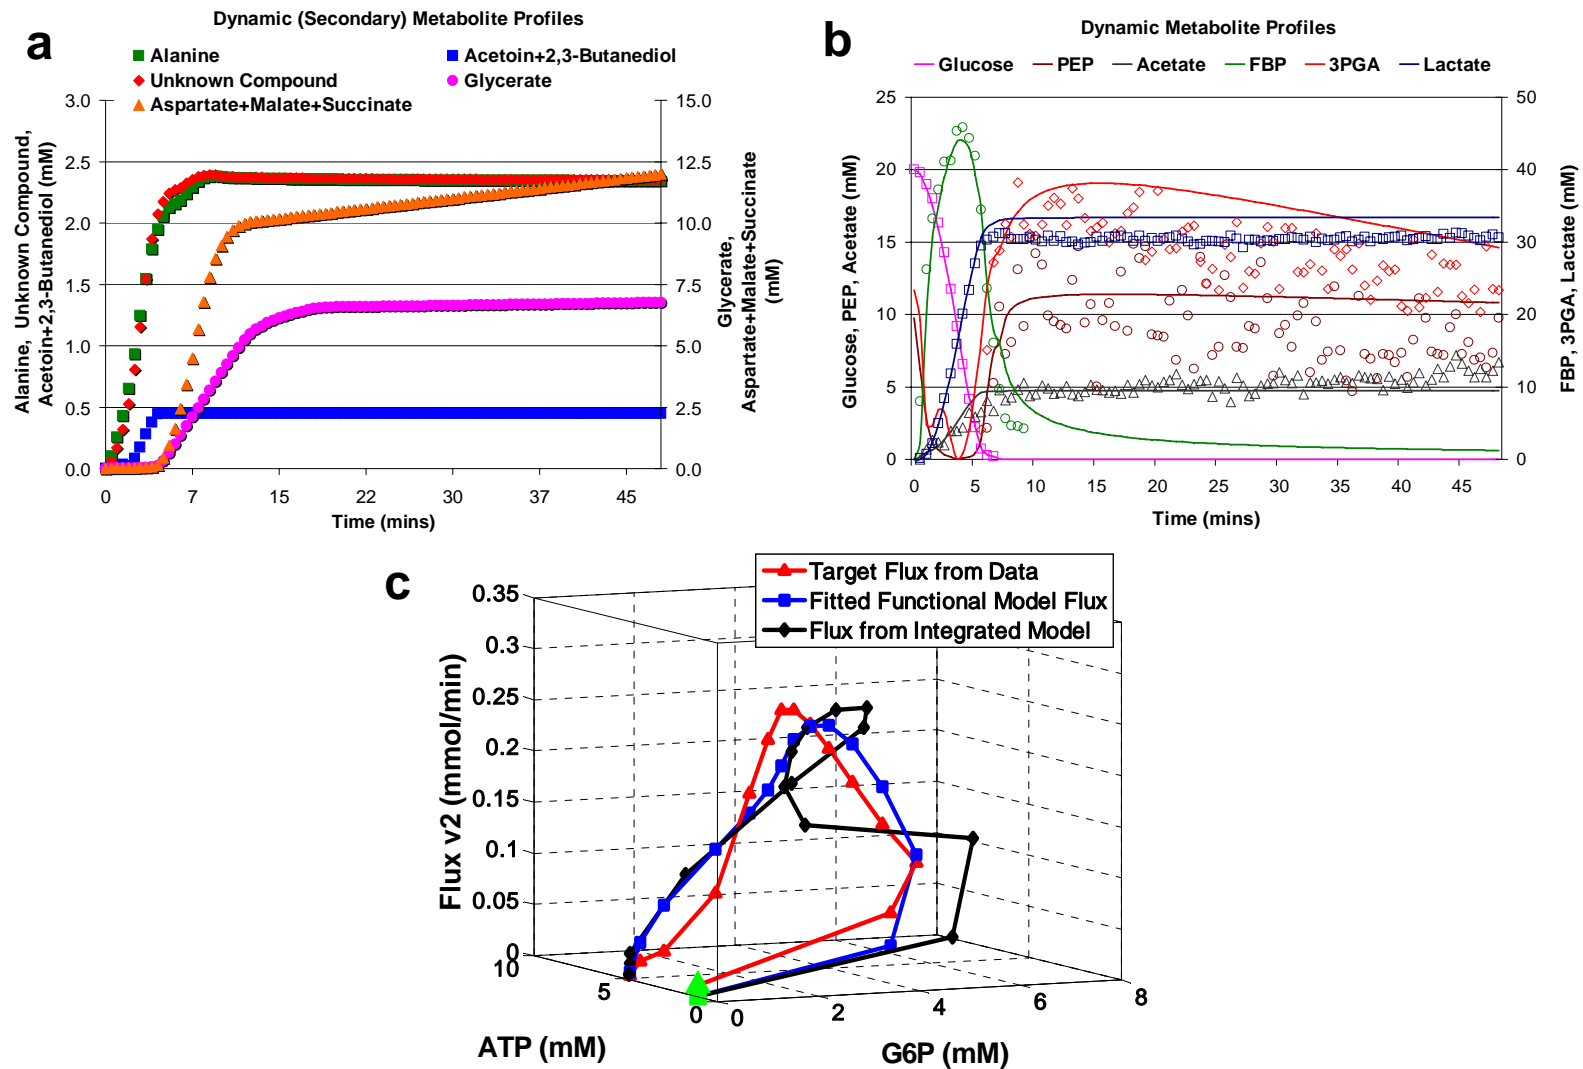 a
Dynamic (Secondary) Metabolite Profiles
Alanine
Acetoin+2,3-Butanediol
Unknown Compound
Glycerate
Aspartate+Malate+Succinate
3.0
2.5
2.0
1.5
1.0
0.5
0.0
15.0
12.5
10.0
7.5
5.0
2.5
0.0
Alanine, Unknown Compound,
Acetoin+2,3-Butanediol (mM)
Glycerate,
Aspartate+Malate+Succinate
(mM)
0 7 15 22 30 37 45
Time (mins)
b
Dynamic Metabolite Profiles
Glucose PEP Acetate FBP 3PGA Lactate
25
20
15
10
5
0
50
40
30
20
10
0
Glucose, PEP, Acetate (mM)
FBP, 3PGA, Lactate (mM)
0 5 10 15 20 25 30 35 40 45
Time (mins)
c
Target Flux from Data
Fitted Functional Model Flux
Flux from Integrated Model
0.35
0.3
0.25
0.2
0.15
0.1
0.05
0
Flux v2 (mmol/min)
10
5
0
ATP (mM)
0
2
4
6
8
G6P (mM)